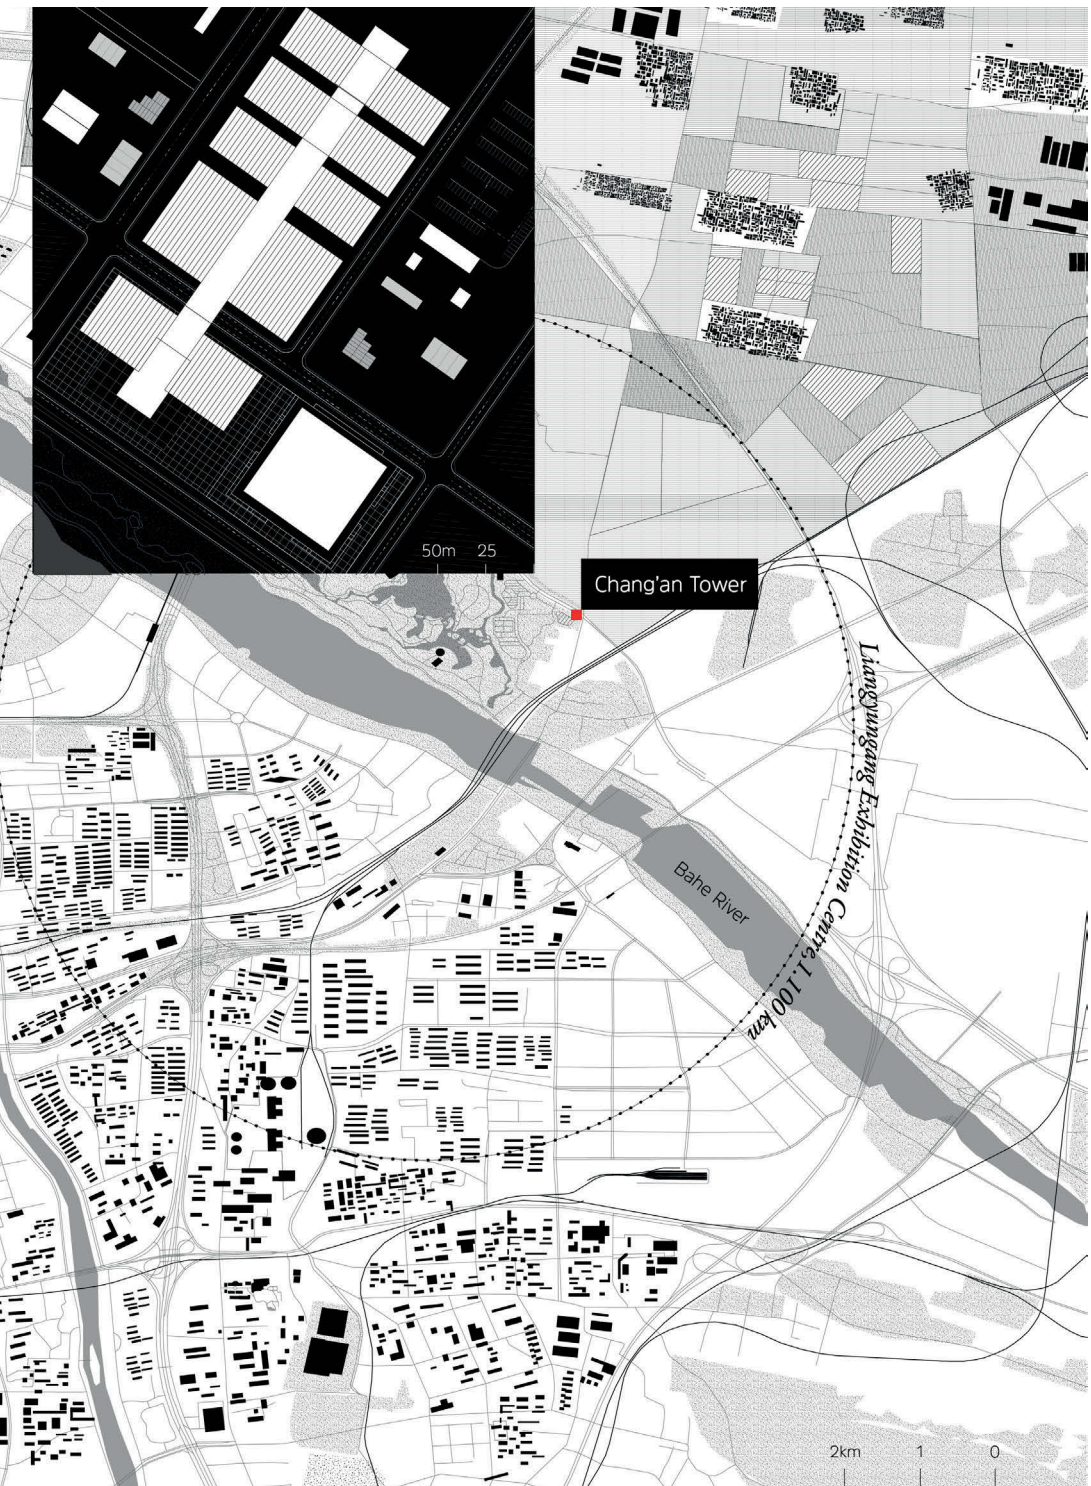 50m 25
Chang'an Tower
Liangyungang Exhibition Centre, 1.100 km
Bahe River
2km 1 0